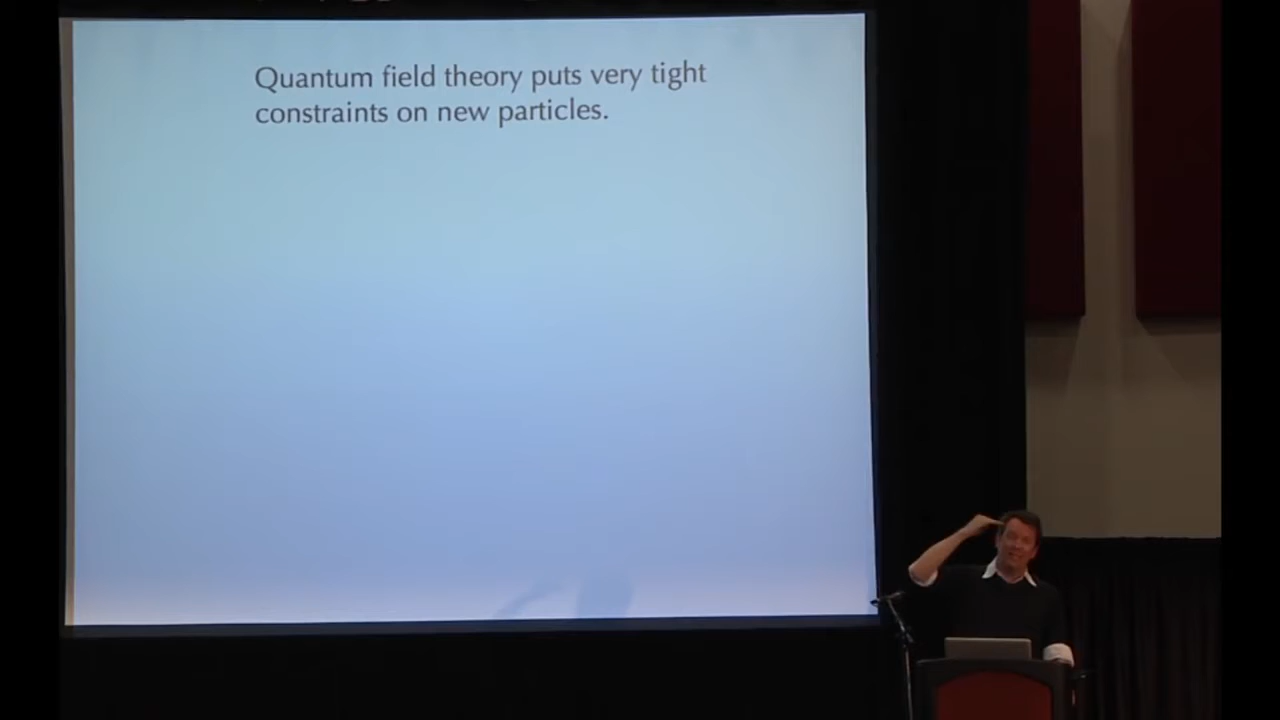 Quantum field theory puts very tight
constraints on new particles.